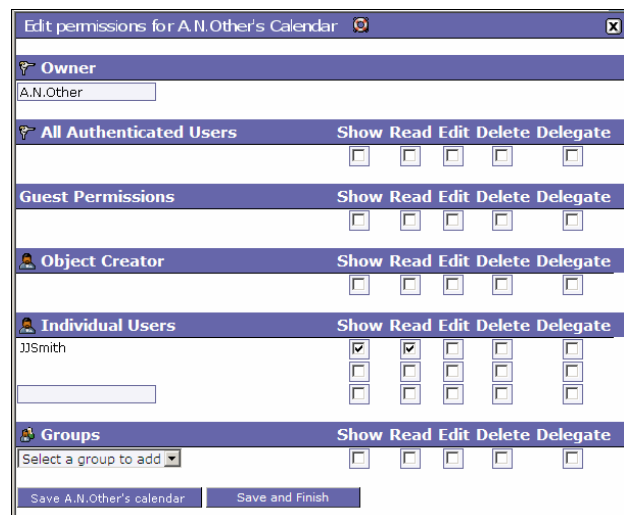 Edit permissions for A.N.Other's Calendar
Owner
A.N.Other
All Authenticated Users Show Read Edit Delete Delegate
Guest Permissions Show Read Edit Delete Delegate
Object Creator Show Read Edit Delete Delegate
Individual Users Show Read Edit Delete Delegate
JJSmith
Groups Show Read Edit Delete Delegate
Select a group to add
Save A.N.Other's calendar Save and Finish